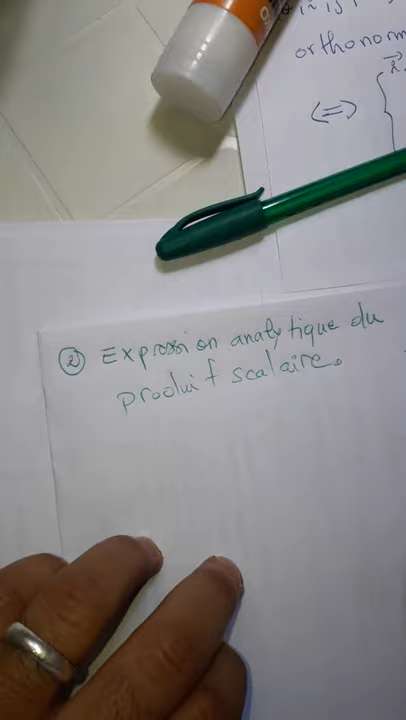 orthonorm
⟨=⟩ {
② Expression analytique du
produit scalaire.